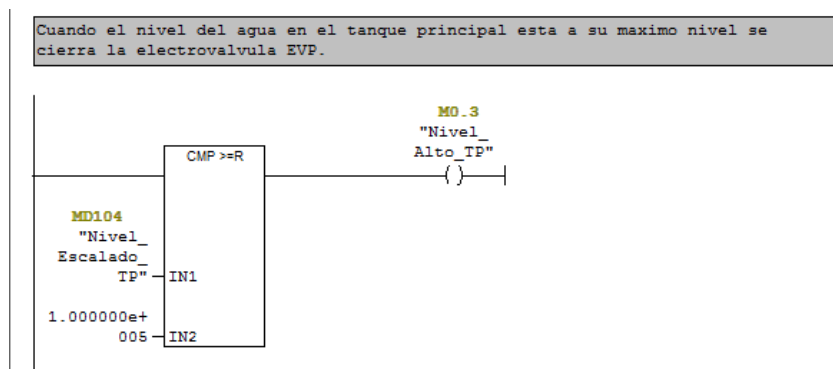 Cuando el nivel del agua en el tanque principal esta a su maximo nivel se
cierra la electrovalvula EVP.
M0.3
"Nivel_
Alto_TP"
CMP >=R
MD104
"Nivel_
Escalado_
TP"
IN1
1.000000e+
005
IN2